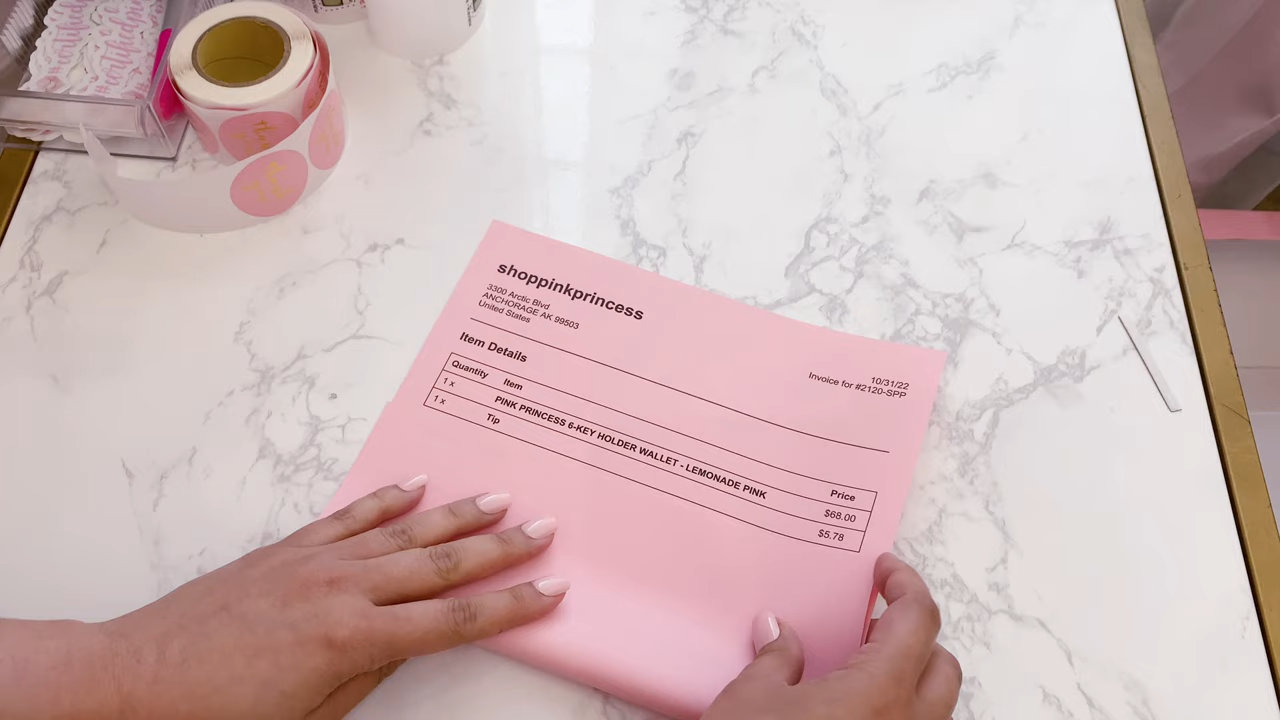 shoppinkprincess
3300 Arctic Blvd
ANCHORAGE AK 99503
United States
10/31/22
Invoice for #2120-SPP
Item Details
Quantity Item Price
1 x PINK PRINCESS 6-KEY HOLDER WALLET - LEMONADE PINK $68.00
1 x Tip $5.78